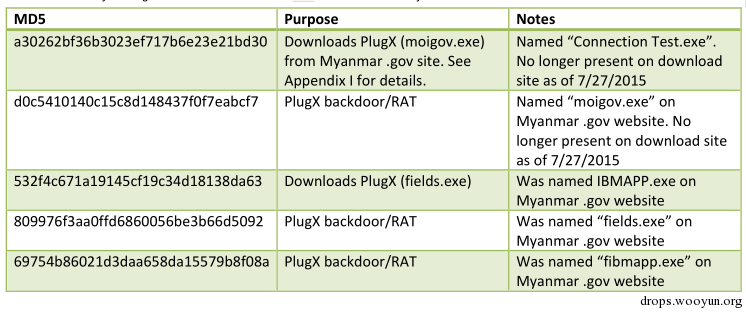 MD5 Purpose Notes
a30262bf36b3023ef717b6e23e21bd30 Downloads PlugX (moigov.exe) Named “Connection Test.exe”.
from Myanmar .gov site. See No longer present on download
Appendix I for details. site as of 7/27/2015
d0c5410140c15c8d148437f0f7eabcf7 PlugX backdoor/RAT Named “moigov.exe” on
Myanmar .gov website. No
longer present on download site
as of 7/27/2015
532f4c671a19145cf19c34d18138da63 Downloads PlugX (fields.exe) Was named IBMAPP.exe on
Myanmar .gov website
809976f3aa0ffd6860056be3b66d5092 PlugX backdoor/RAT Was named “fields.exe” on
Myanmar .gov website
69754b86021d3daa658da15579b8f08a PlugX backdoor/RAT Was named “fibmapp.exe” on
Myanmar .gov website
drops.wooyun.org